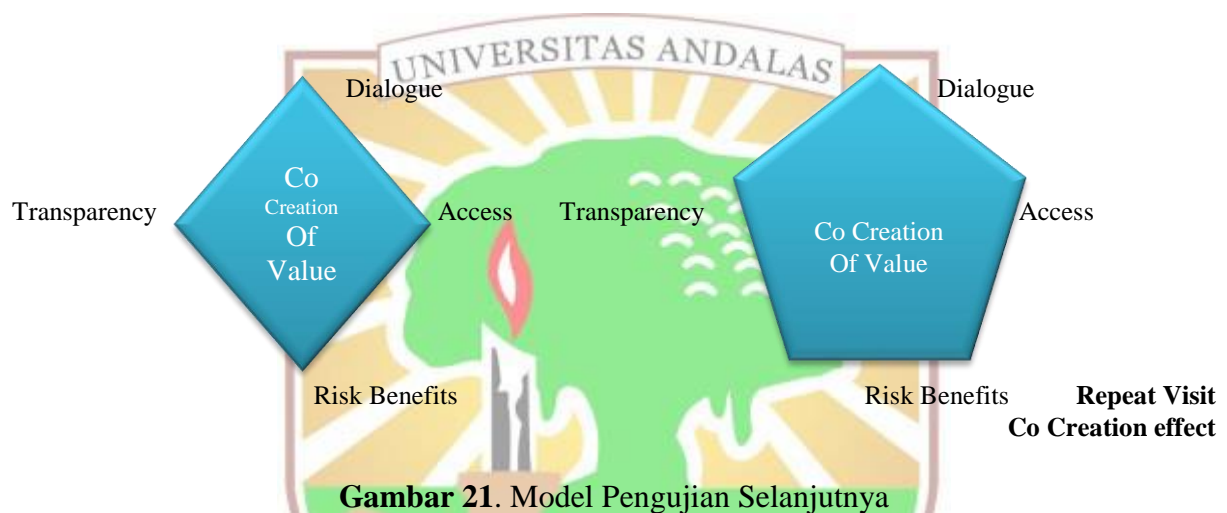 UNIVERSITAS ANDALAS
Dialogue
Dialogue
Co
Creation
Of
Value
Transparency
Access
Transparency
Access
Co Creation
Of Value
Risk Benefits
Risk Benefits
Repeat Visit
Co Creation effect
Gambar 21. Model Pengujian Selanjutnya